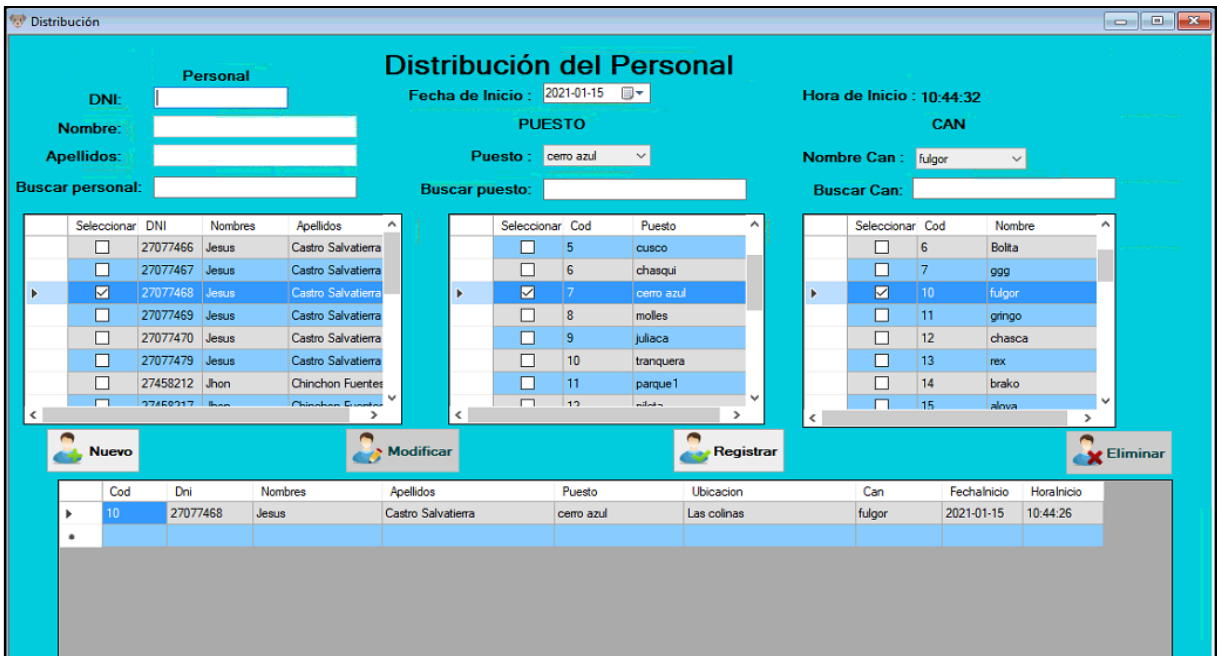 Distribución
Distribución del Personal
Personal
DNI:
Nombre:
Apellidos:
Buscar personal:
Fecha de Inicio : 2021-01-15
PUESTO
Puesto : cerro azul
Buscar puesto:
Hora de Inicio : 10:44:32
CAN
Nombre Can : fulgor
Buscar Can:
Seleccionar DNI Nombres Apellidos
27077466 Jesus Castro Salvatierra
27077467 Jesus Castro Salvatierra
27077468 Jesus Castro Salvatierra
27077469 Jesus Castro Salvatierra
27077470 Jesus Castro Salvatierra
27077479 Jesus Castro Salvatierra
27458212 Jhon Chinchon Fuentes
27458217 Jhon Chinchon Fuentes
Seleccionar Cod Puesto
5 cusco
6 chasqui
7 cerro azul
8 molles
9 juliaca
10 tranquera
11 parque1
12 pileta
Seleccionar Cod Nombre
6 Bolita
7 ggg
10 fulgor
11 gringo
12 chasca
13 rex
14 brako
15
Nuevo
Modificar
Registrar
Eliminar
Cod Dni Nombres Apellidos Puesto Ubicacion Can FechaInicio HoraInicio
10 27077468 Jesus Castro Salvatierra cerro azul Las colinas fulgor 2021-01-15 10:44:26